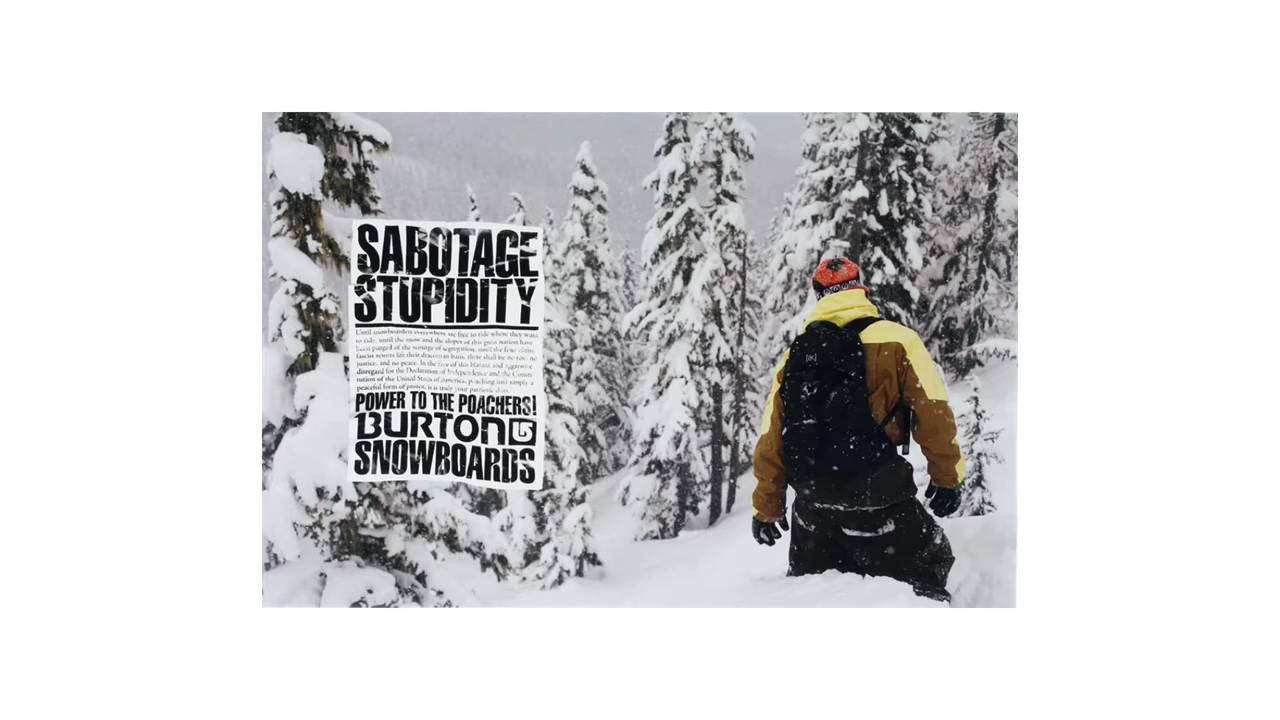 SABOTAGE
STUPIDITY
Until snowboarders everywhere are free to ride where they want
to ride, until the snow and the slopes of this great nation have
been purged of the scourge of segregation, until the four elitist,
fascist resorts lift their draconian bans, there shall be no rest, no
justice, and no peace. In the face of this blatant and aggressive
disregard for the Declaration of Independence and the Consti-
tution of the United States of America, poaching isn't simply a
peaceful form of protest, it is truly your patriotic duty.
POWER TO THE POACHERS!
BURTON
SNOWBOARDS
[ak]